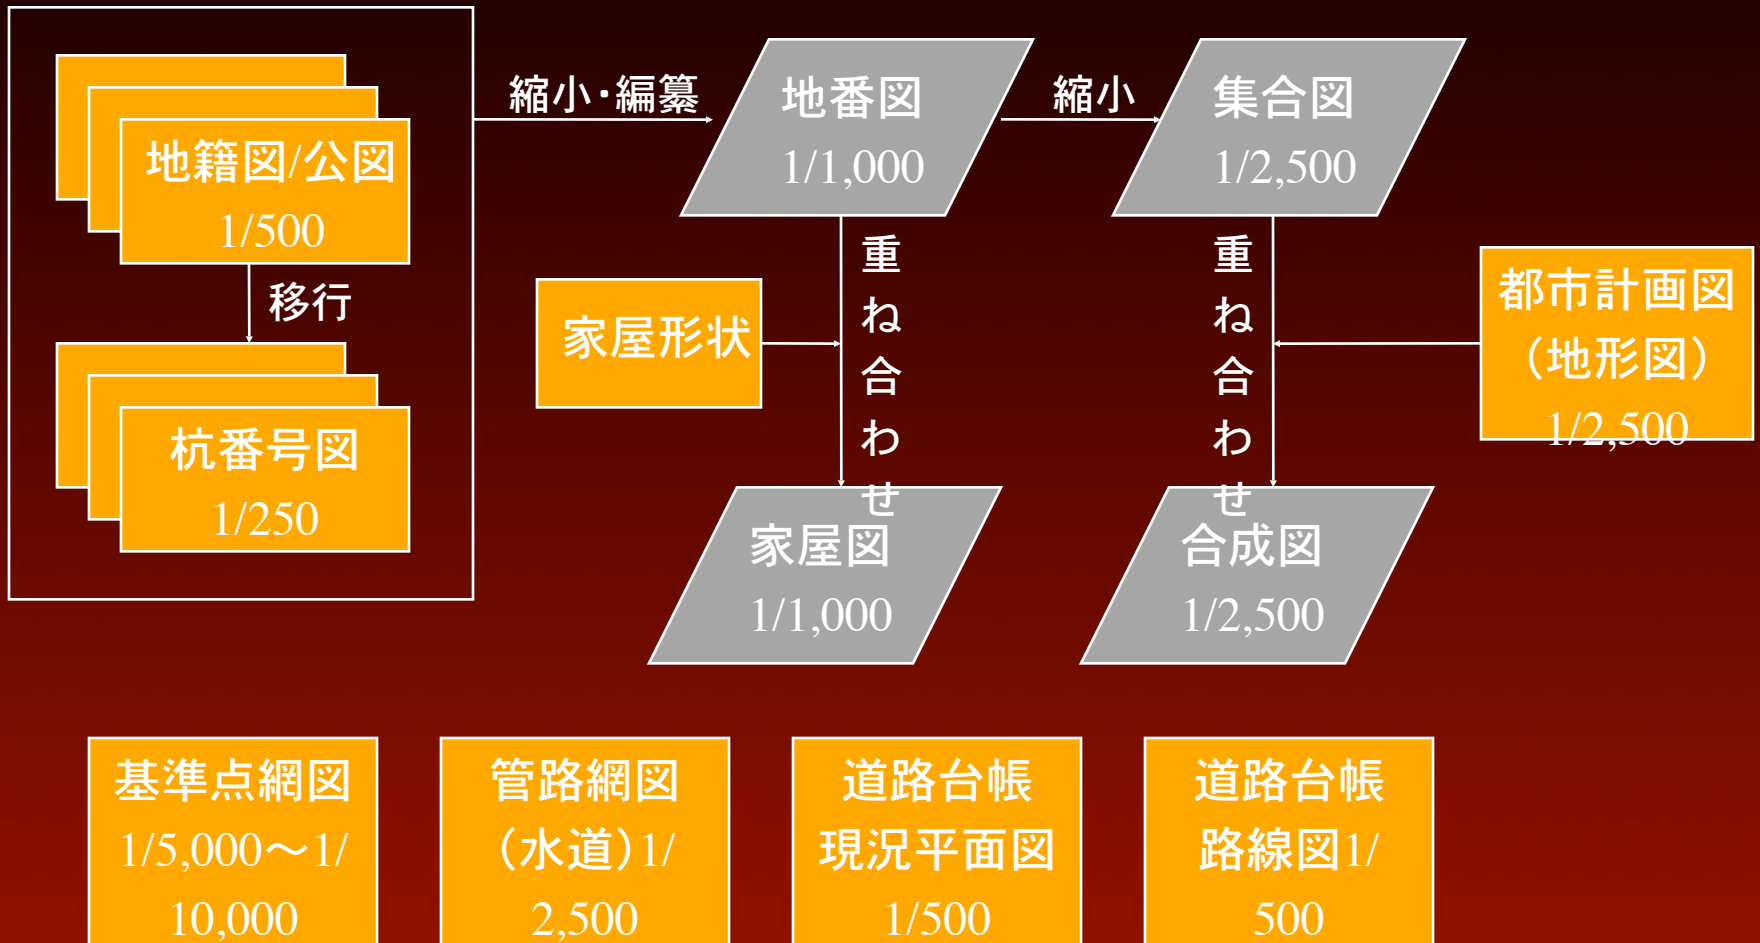 地籍図/公図
1/500
移行
杭番号図
1/250
縮小・編纂
地番図
1/1,000
縮小
集合図
1/2,500
家屋形状
重ね合わせ
重ね合わせ
都市計画図
（地形図）
1/2,500
家屋図
1/1,000
合成図
1/2,500
基準点網図
1/5,000～1/
10,000
管路網図
（水道）1/
2,500
道路台帳
現況平面図
1/500
道路台帳
路線図1/
500